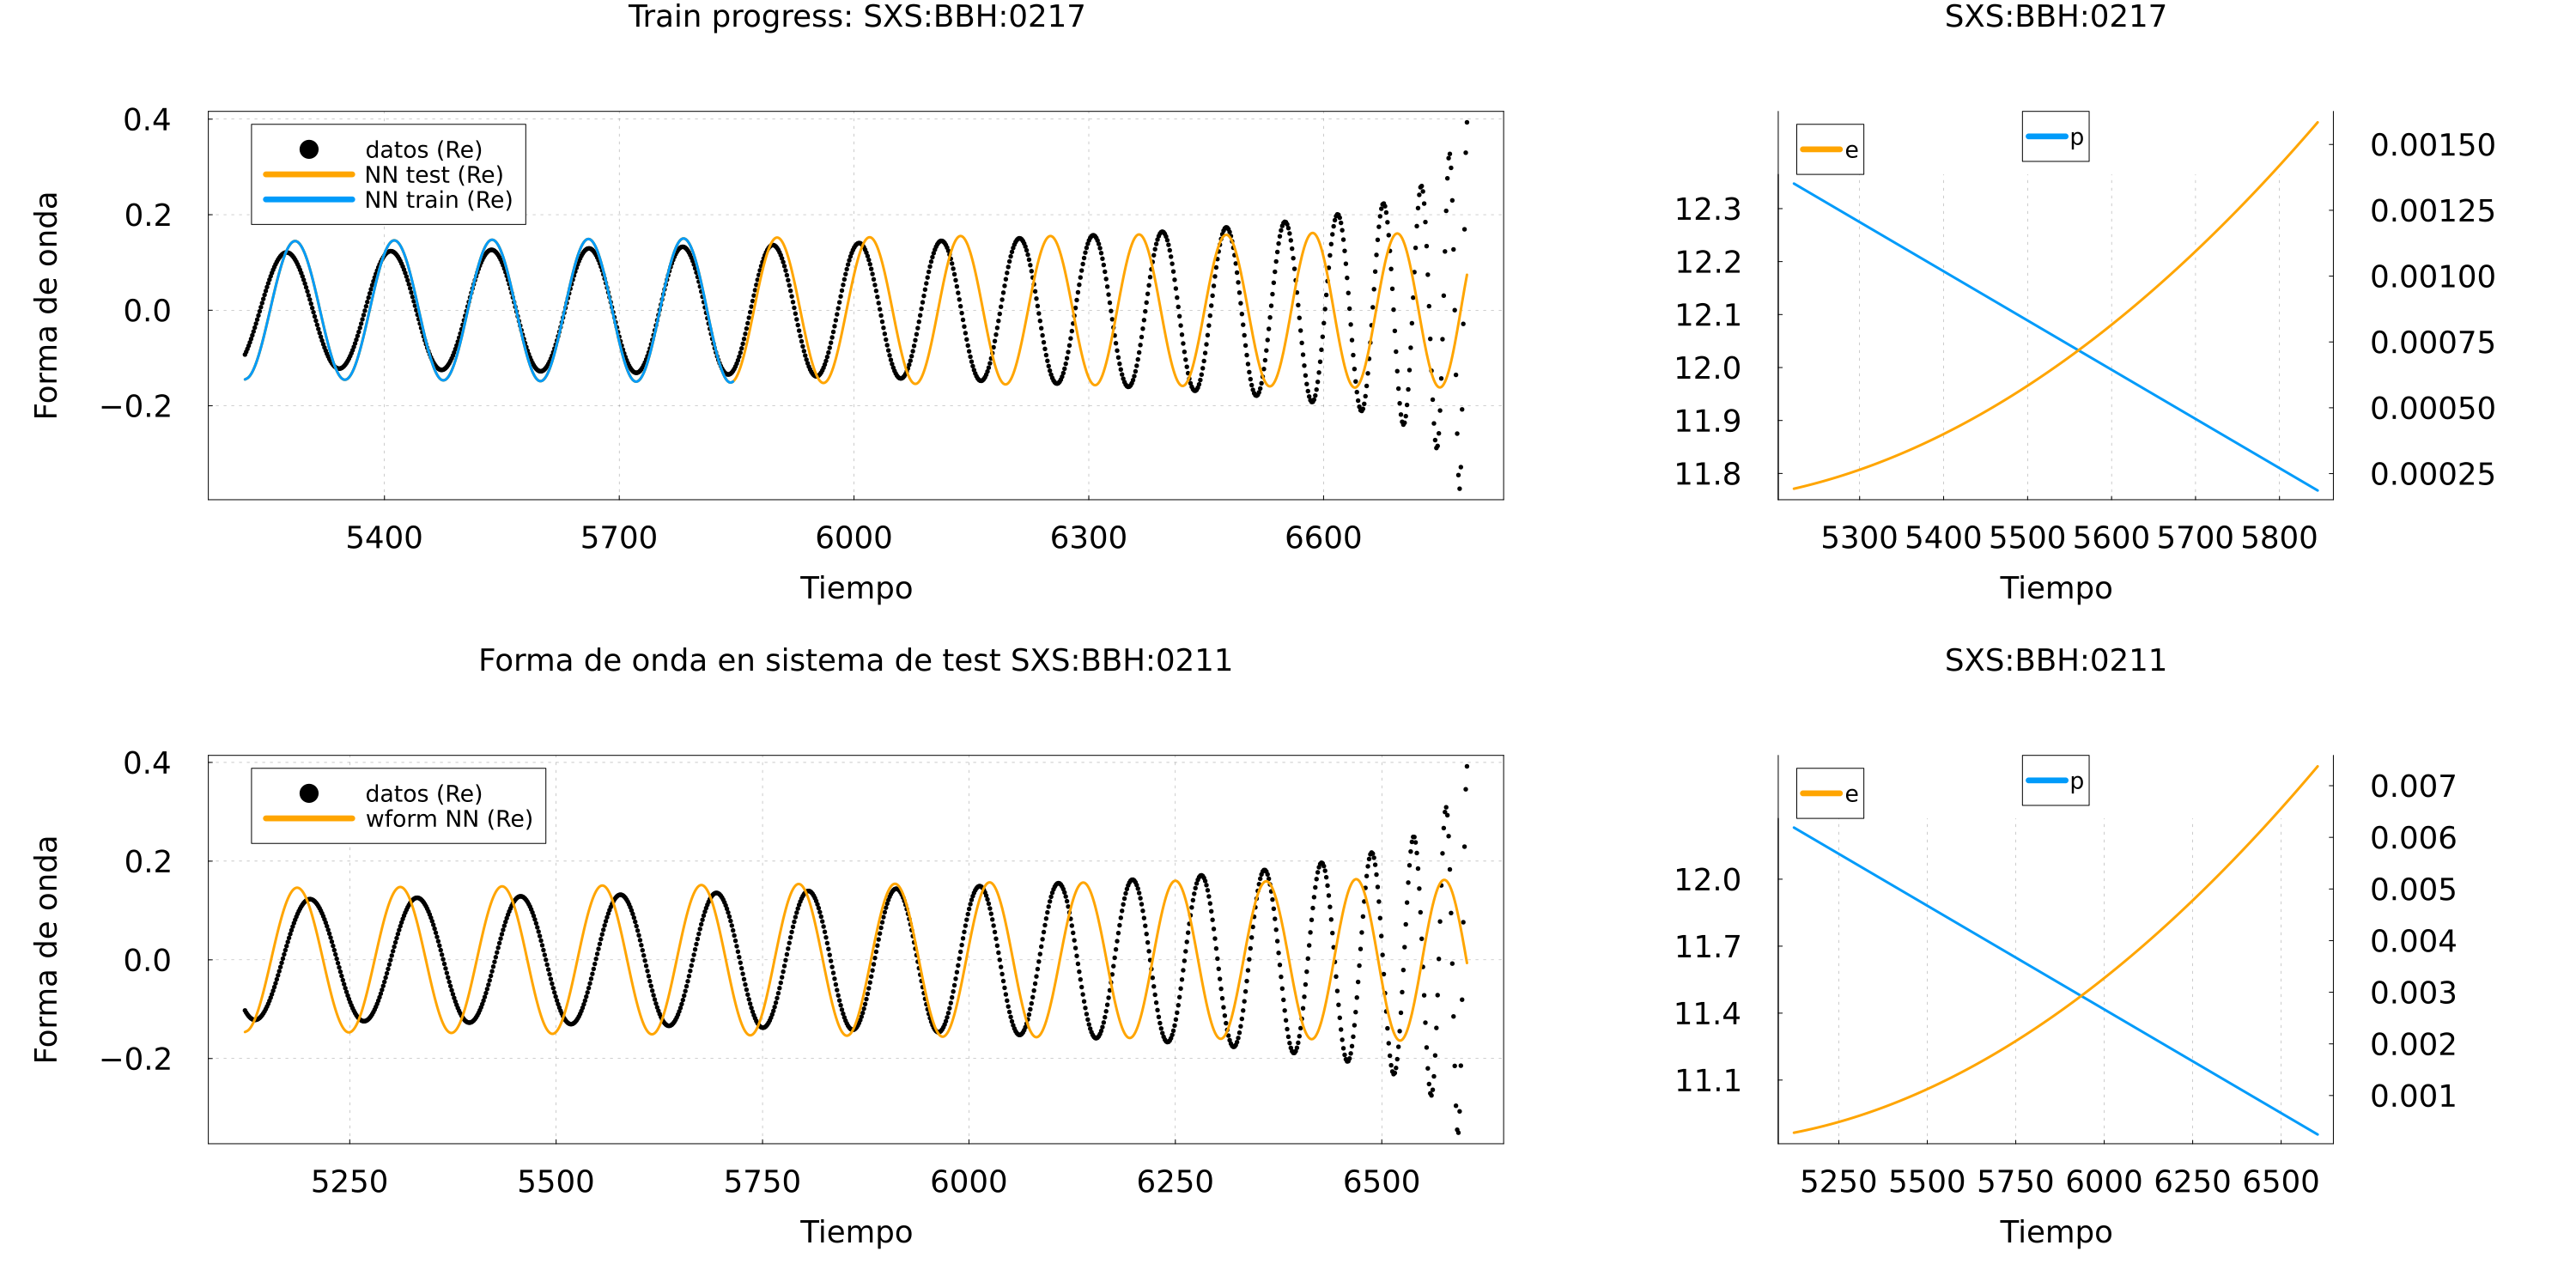 Train progress: SXS:BBH:0217
Forma de onda
0.4
0.2
0.0
−0.2
datos (Re)
NN test (Re)
NN train (Re)
5400 5700 6000 6300 6600
Tiempo
SXS:BBH:0217
e
p
12.3
12.2
12.1
12.0
11.9
11.8
0.00150
0.00125
0.00100
0.00075
0.00050
0.00025
5300 5400 5500 5600 5700 5800
Tiempo
Forma de onda en sistema de test SXS:BBH:0211
Forma de onda
0.4
0.2
0.0
−0.2
datos (Re)
wform NN (Re)
5250 5500 5750 6000 6250 6500
Tiempo
SXS:BBH:0211
e
p
12.0
11.7
11.4
11.1
0.007
0.006
0.005
0.004
0.003
0.002
0.001
5250 5500 5750 6000 6250 6500
Tiempo